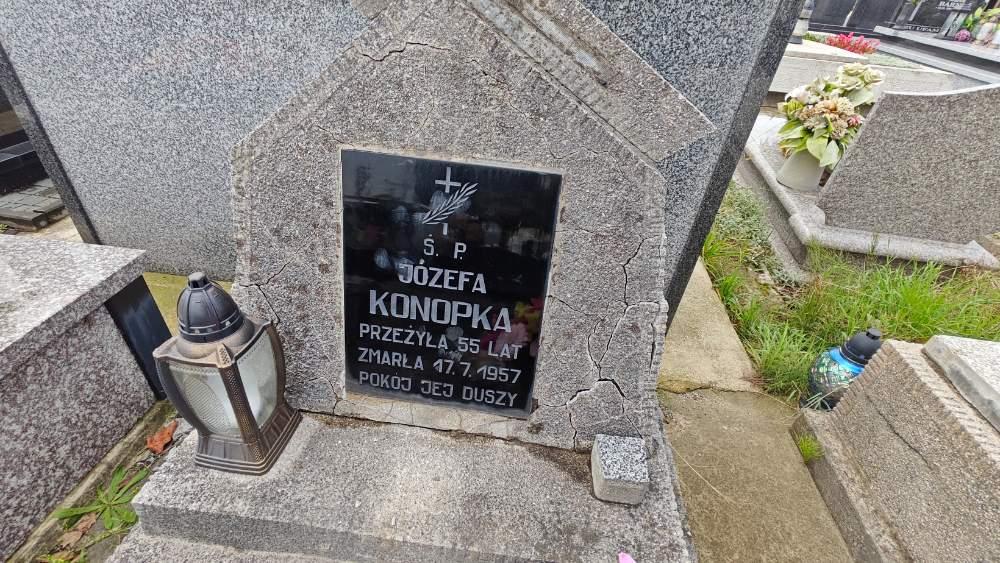 Ś. P.
JÓZEFA
KONOPKA
PRZEŻYŁA 55 LAT
ZMARŁA 17. 7. 1957
POKÓJ JEJ DUSZY